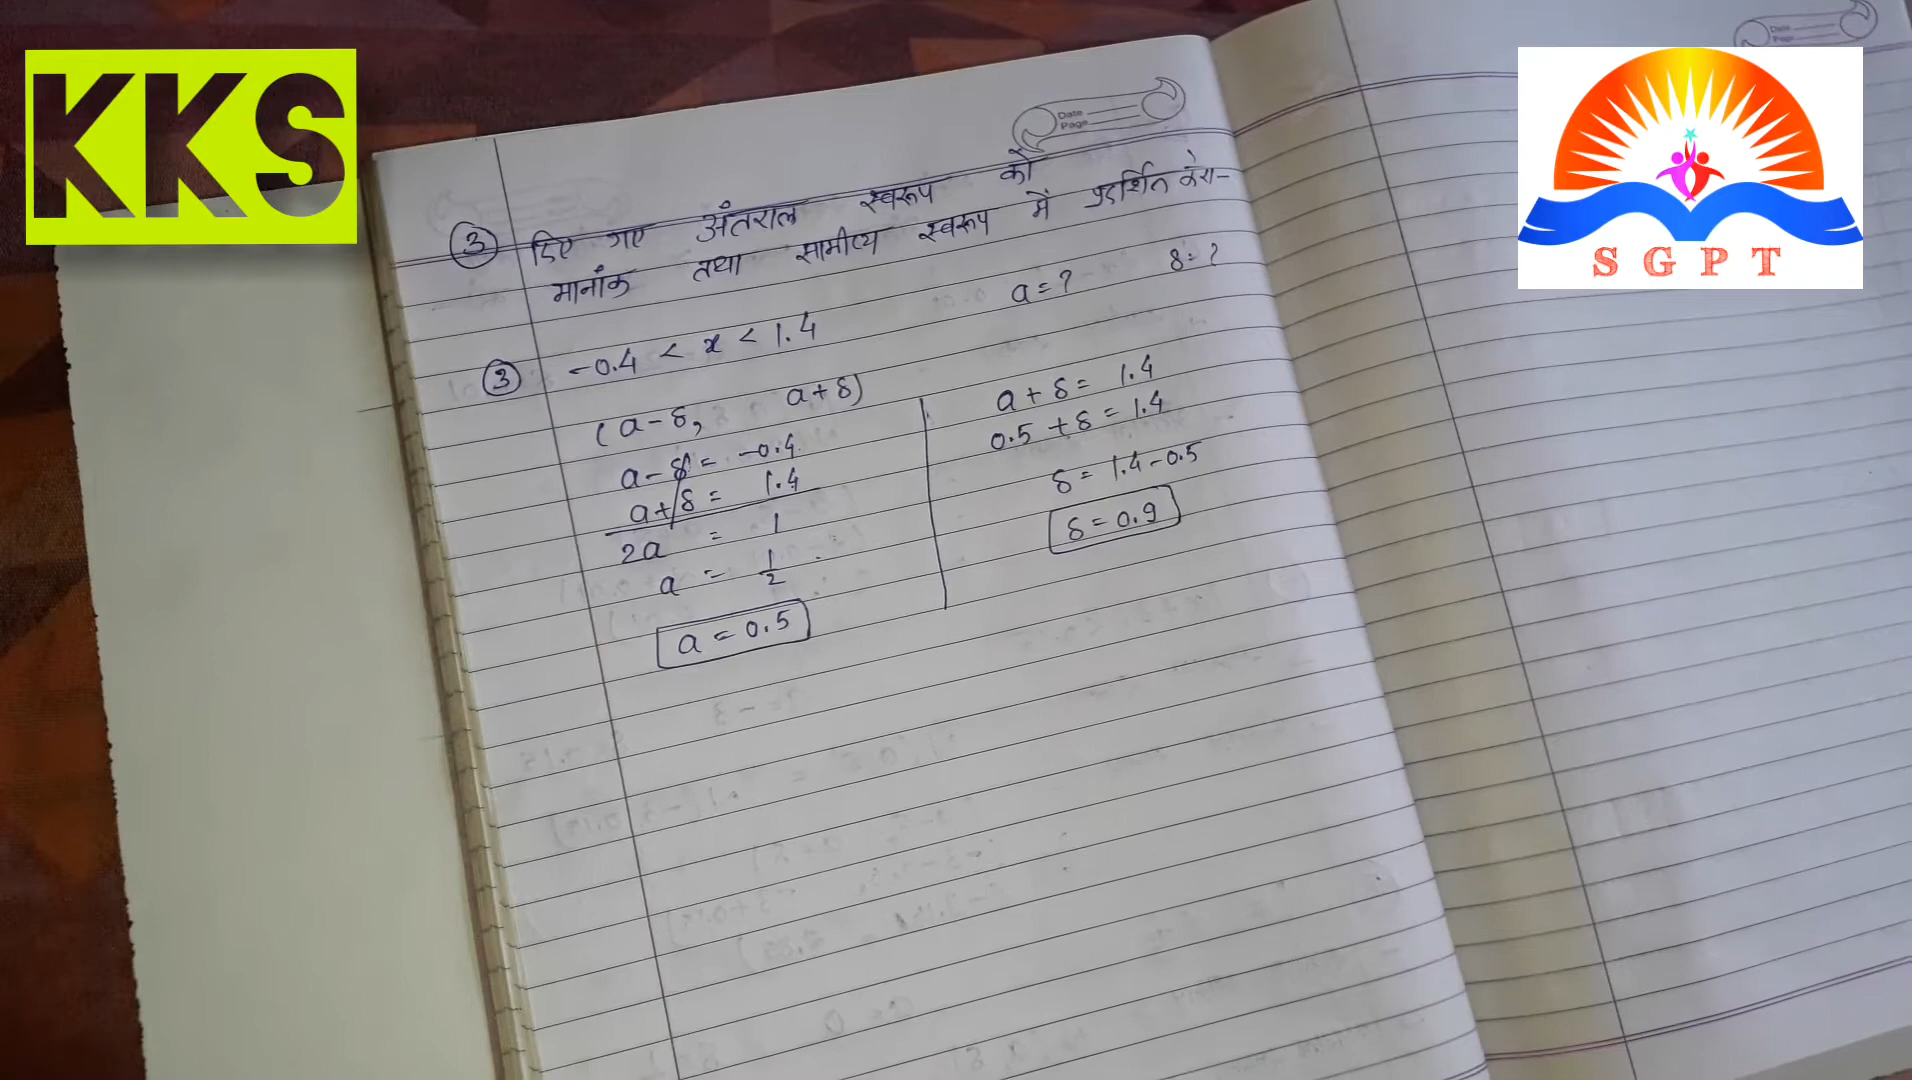 KKS
SGPT
Date
Page
Date
Page
③ दिए गए अंतराल स्वरूप को
मानांक तथा सामीप्य स्वरूप में प्रदर्शित करो-
③ -0.4 < x < 1.4 a = ? δ = ?
(a-δ, a+δ)
a-δ = -0.4
a+δ = 1.4
2a = 1
a = 1/2
a = 0.5
a + δ = 1.4
0.5 + δ = 1.4
δ = 1.4 - 0.5
δ = 0.9